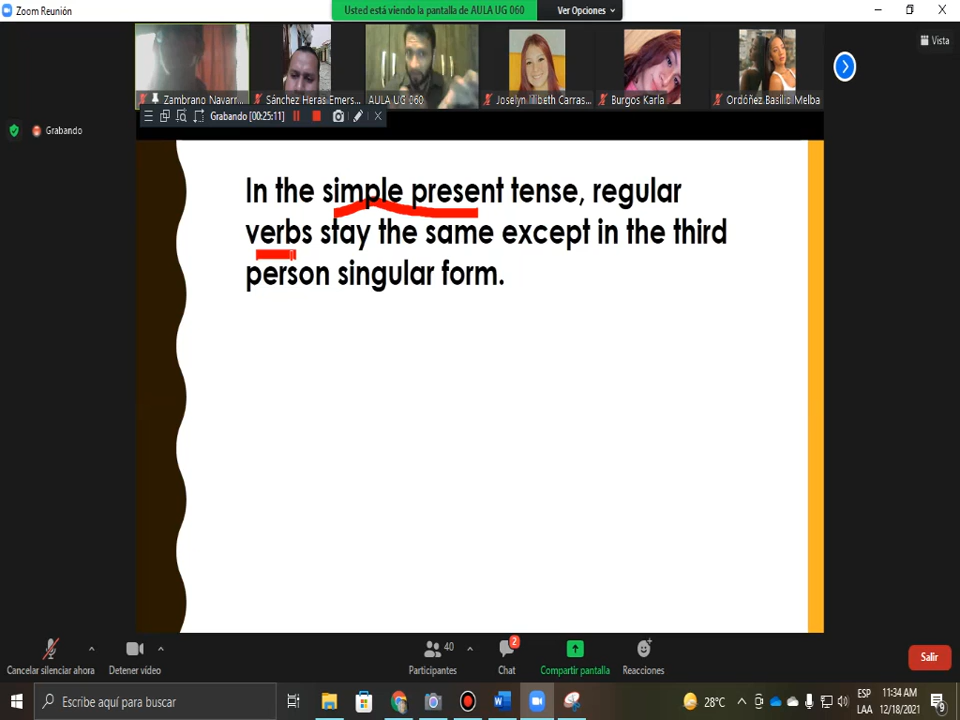 Zoom Reunión
Usted está viendo la pantalla de AULA UG 060
Ver Opciones
Vista
Zambrano Navarr...
Sánchez Heras Emers...
AULA UG 060
Joselyn lilibeth Carras...
Burgos Karla
Ordóñez Basilio Melba
Grabando [00:25:11]
Grabando
In the simple present tense, regular
verbs stay the same except in the third
person singular form.
Cancelar silenciar ahora
Detener vídeo
40
Participantes
2
Chat
Compartir pantalla
Reacciones
Salir
Escribe aquí para buscar
28°C
ESP
LAA
11:34 AM
12/18/2021
9